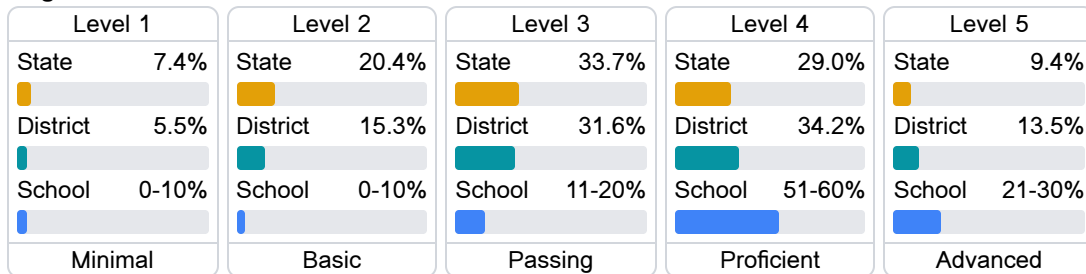 Level 1
State 7.4%
District 5.5%
School 0-10%
Minimal
Level 2
State 20.4%
District 15.3%
School 0-10%
Basic
Level 3
State 33.7%
District 31.6%
School 11-20%
Passing
Level 4
State 29.0%
District 34.2%
School 51-60%
Proficient
Level 5
State 9.4%
District 13.5%
School 21-30%
Advanced